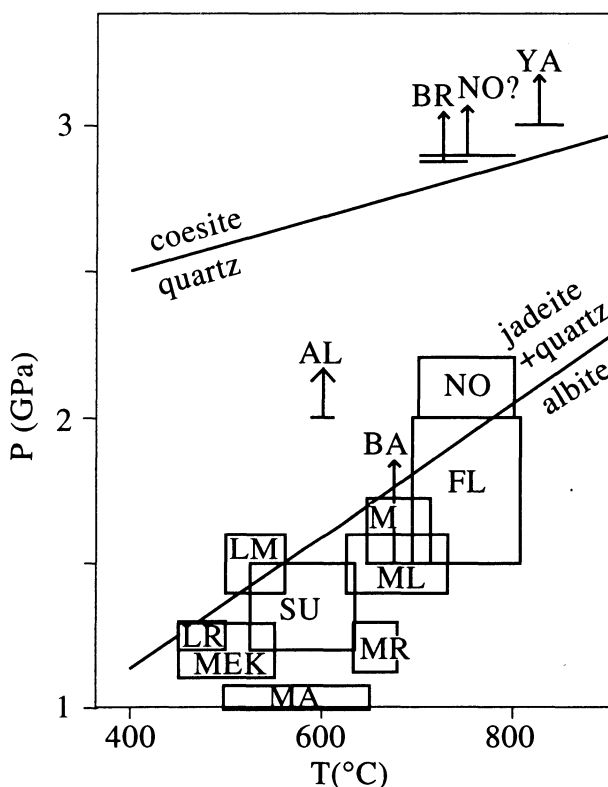 YA
BR NO?
3
coesite
quartz
jadeite
+quartz
albite
AL
NO
P (GPa)
2
BA
FL
M
LM
ML
SU
LR
MR
MEK
MA
1
400
600
800
T(°C)